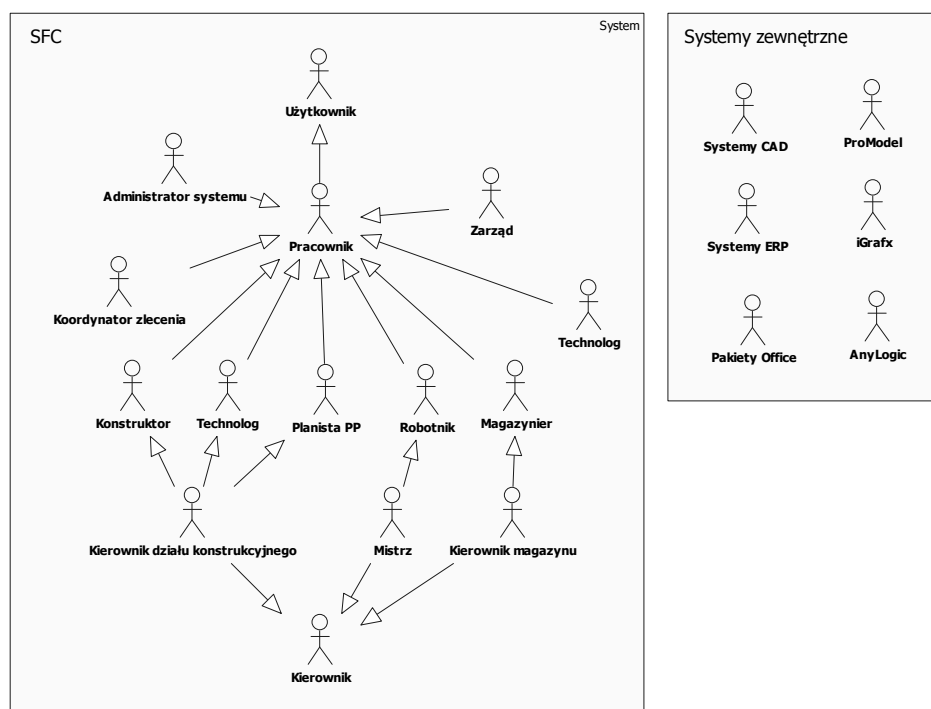 SFC
System
Użytkownik
Administrator systemu
Pracownik
Zarząd
Koordynator zlecenia
Technolog
Konstruktor
Technolog
Planista PP
Robotnik
Magazynier
Kierownik działu konstrukcyjnego
Mistrz
Kierownik magazynu
Kierownik
Systemy zewnętrzne
Systemy CAD
ProModel
Systemy ERP
iGrafx
Pakiety Office
AnyLogic